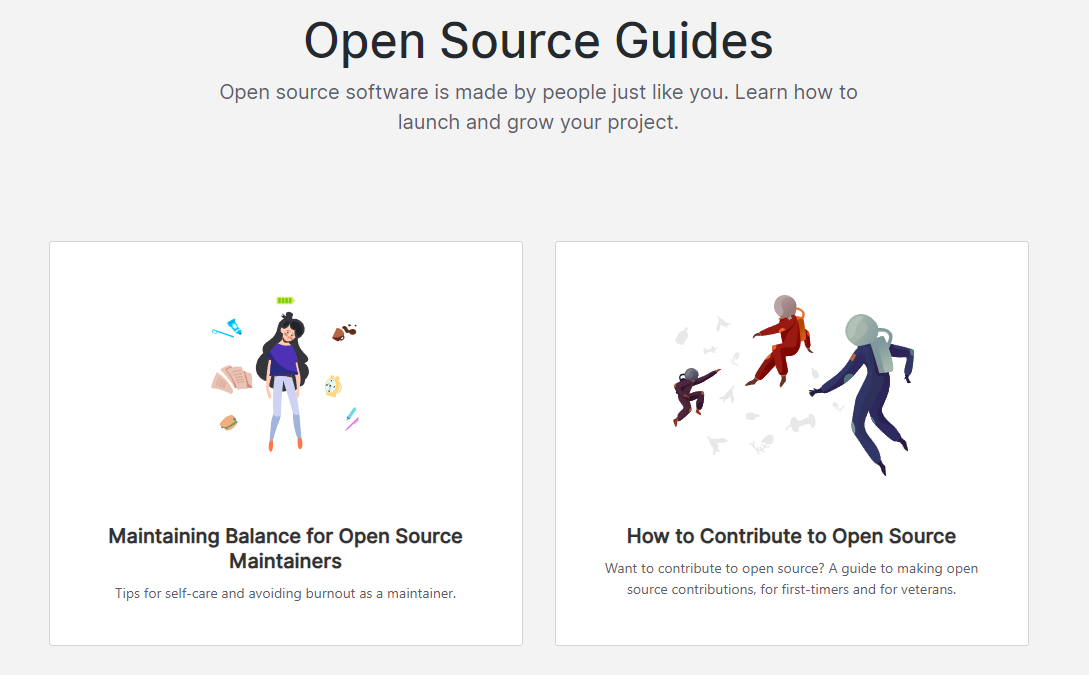 Open Source Guides
Open source software is made by people just like you. Learn how to
launch and grow your project.
Maintaining Balance for Open Source
Maintainers
Tips for self-care and avoiding burnout as a maintainer.
How to Contribute to Open Source
Want to contribute to open source? A guide to making open
source contributions, for first-timers and for veterans.